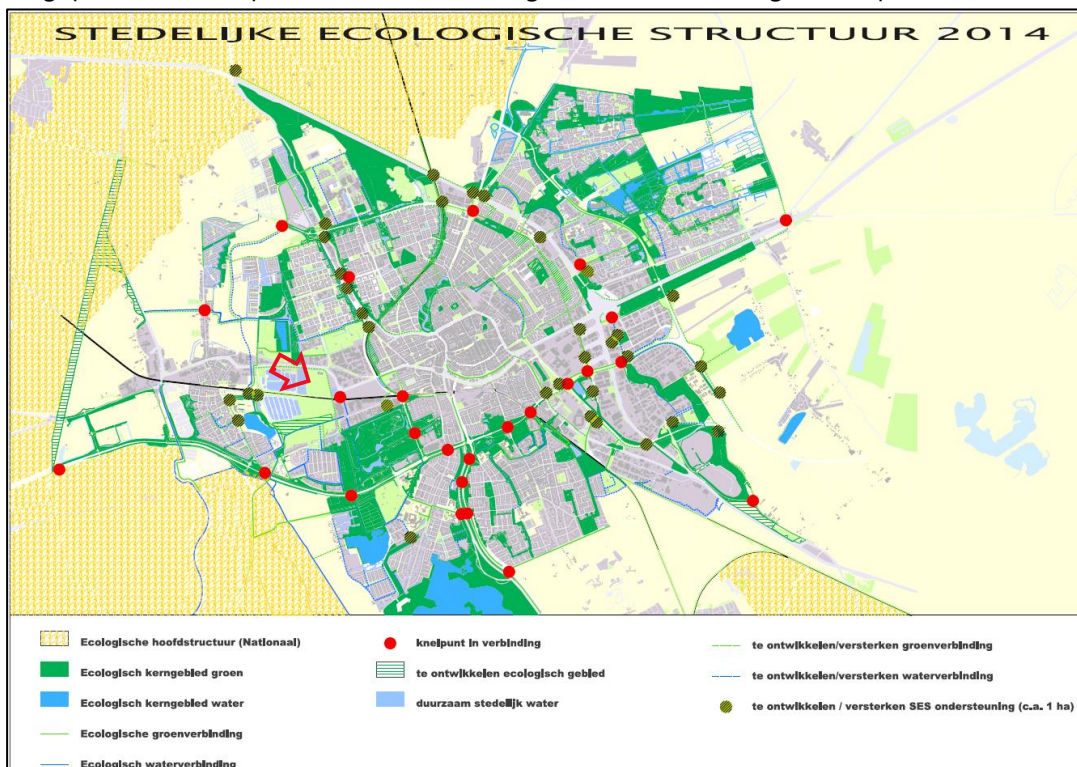 STEDELIJKE ECOLOGISCHE STRUCTUUR 2014
Ecologische hoofdstructuur (Nationaal)
Ecologisch kerngebied groen
Ecologisch kerngebied water
Ecologische groenverbinding
Ecologisch waterverbinding
knelpunt in verbinding
te ontwikkelen ecologisch gebied
duurzaam stedelijk water
te ontwikkelen/versterken groenverbinding
te ontwikkelen/versterken waterverbinding
te ontwikkelen / versterken SES ondersteuning (c.a. 1 ha)